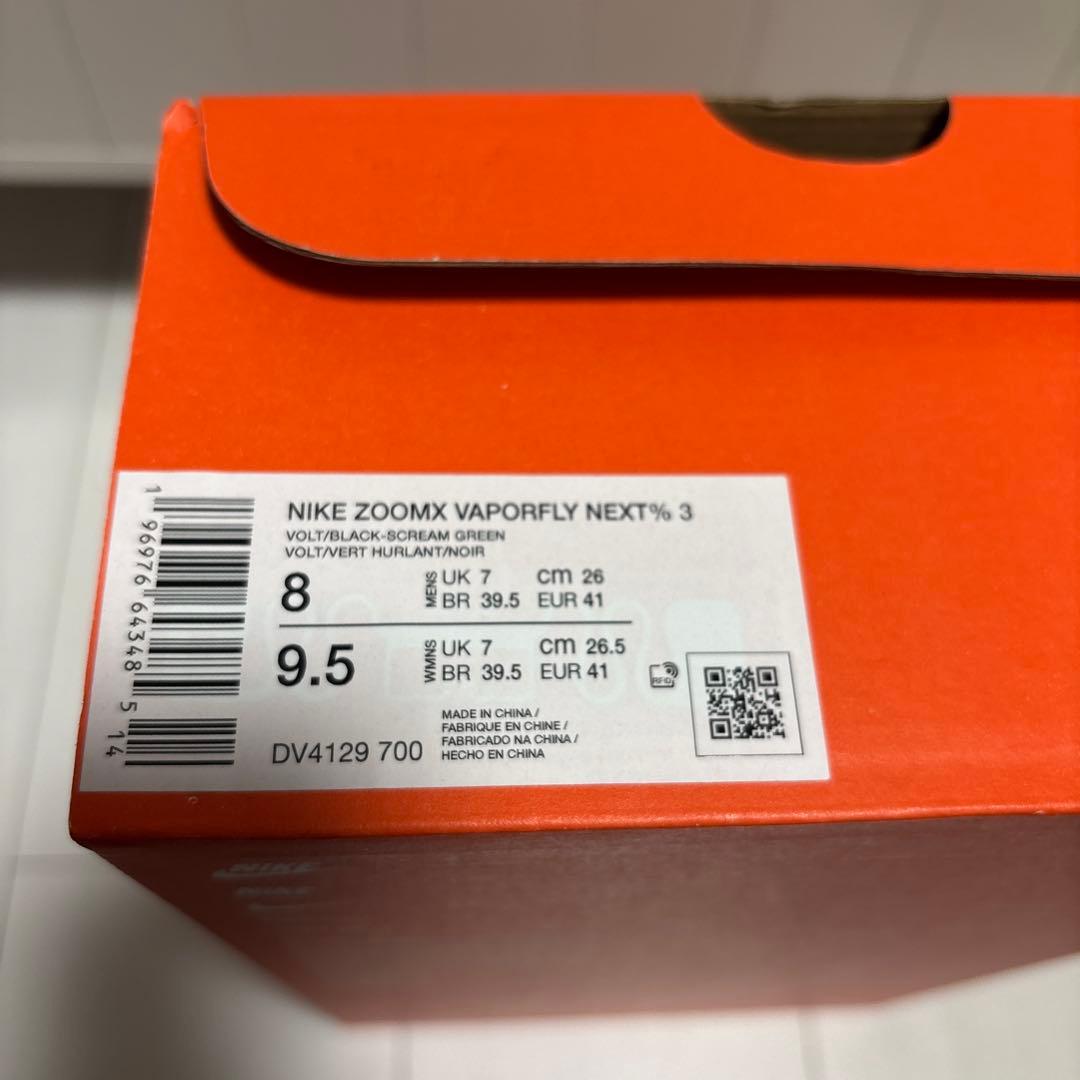 NIKE ZOOMX VAPORFLY NEXT% 3
VOLT/BLACK-SCREAM GREEN
VOLT/VERT HURLANT/NOIR
8
MENS
UK 7 cm 26
BR 39.5 EUR 41
9.5
WMNS
UK 7 cm 26.5
BR 39.5 EUR 41
RFID
MADE IN CHINA /
FABRIQUE EN CHINE /
FABRICADO NA CHINA /
HECHO EN CHINA
DV4129 700
1 96976 64348 5 14
NIKE
NIKE